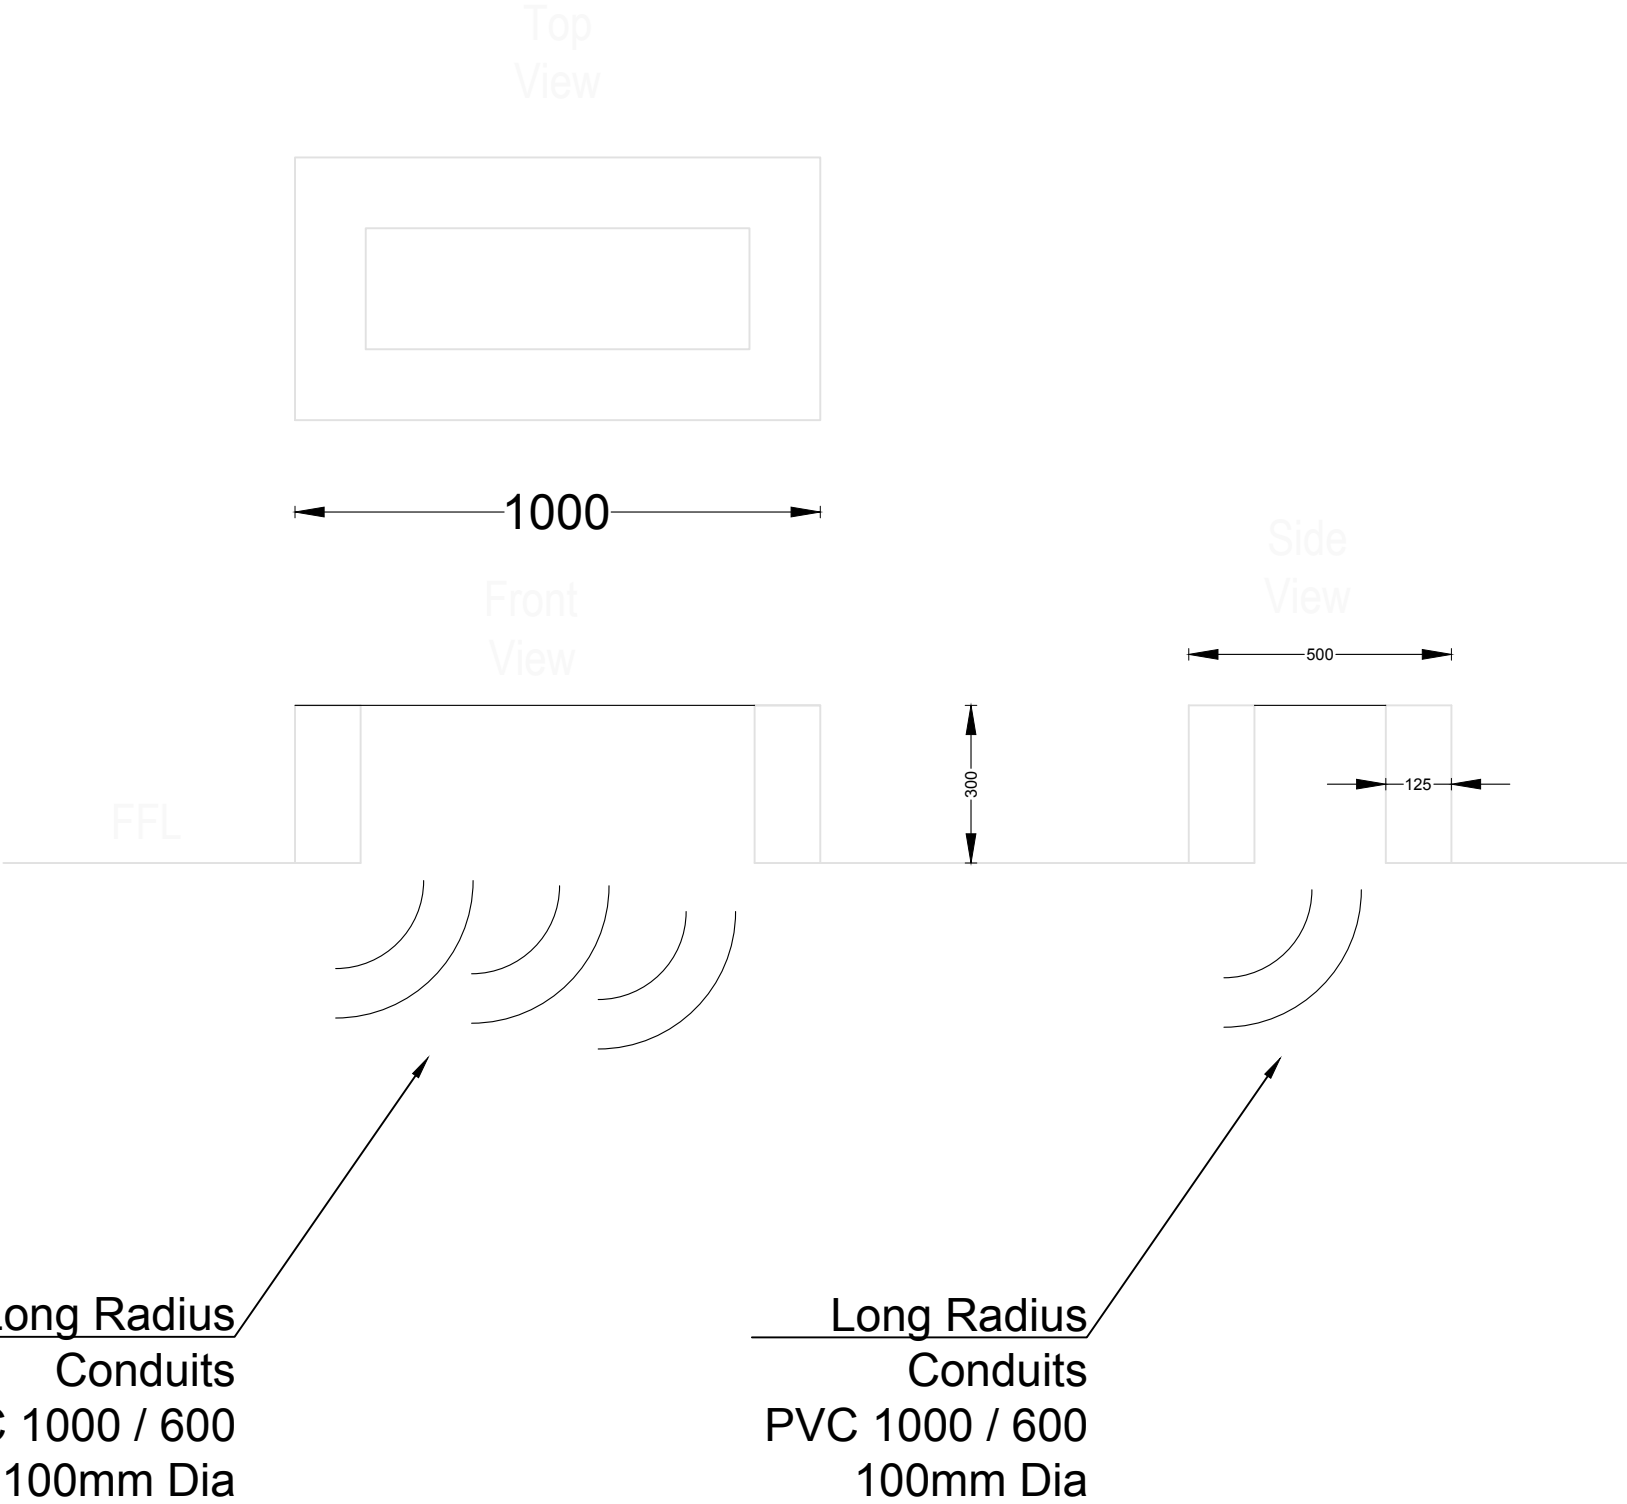 Top
View
1000
Side
View
Front
View
500
300
125
FFL
Long Radius
Conduits
1000 / 600
100mm Dia
Long Radius
Conduits
PVC 1000 / 600
100mm Dia